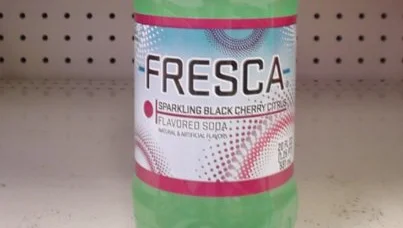 FRESCA
SPARKLING BLACK CHERRY CITRUS
FLAVORED SODA
NATURAL & ARTIFICIAL FLAVORS